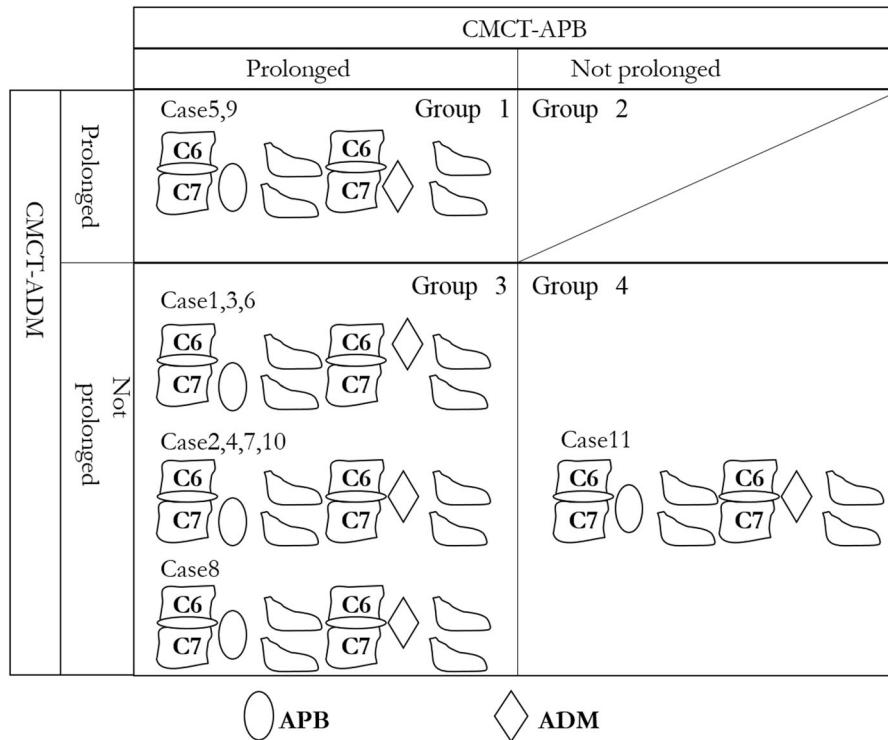 CMCT-APB
Prolonged Not prolonged
CMCT-ADM
Prolonged
Case5,9 Group 1 Group 2
C6 C6
C7 C7
Not
prolonged
Group 3 Group 4
Case1,3,6
C6 C6
C7 C7
Case2,4,7,10 Case11
C6 C6 C6 C6
C7 C7 C7 C7
Case8
C6 C6
C7 C7
APB ADM